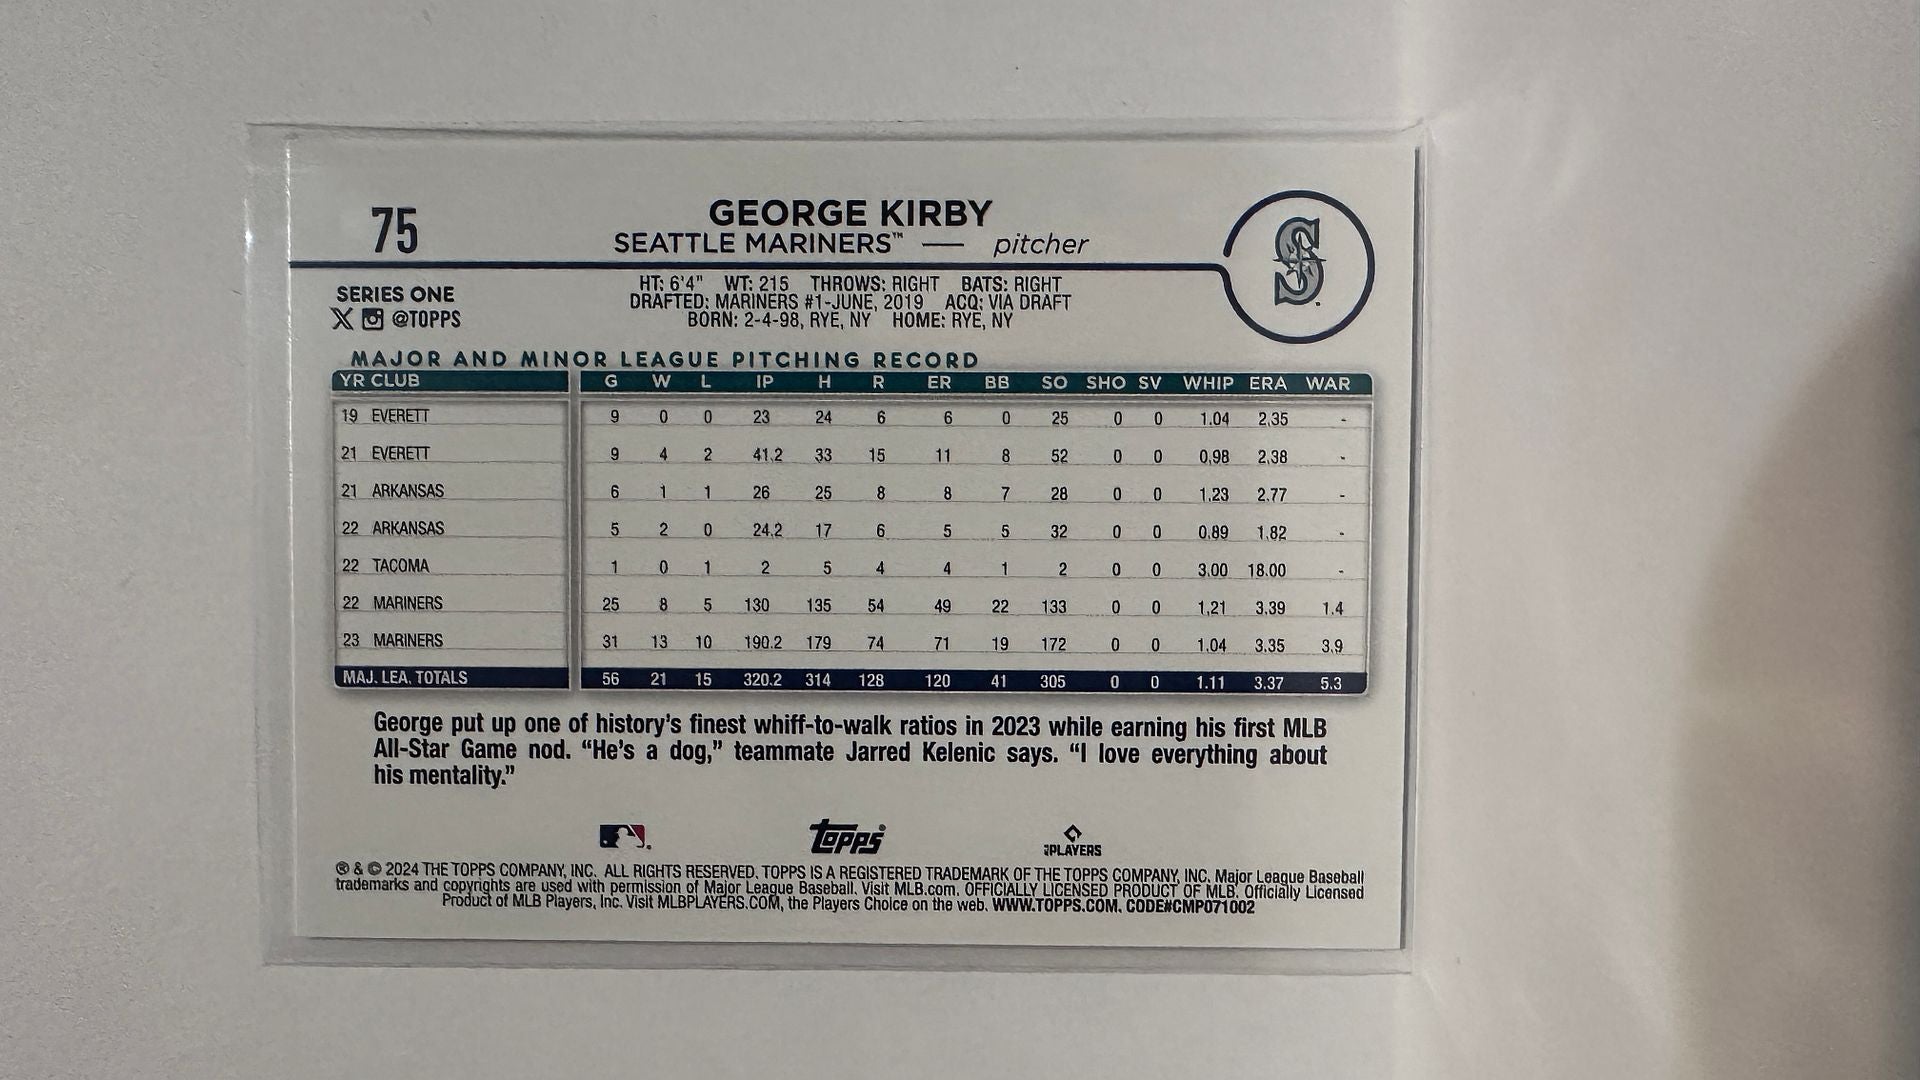 75
GEORGE KIRBY
SEATTLE MARINERS™ — pitcher
S
SERIES ONE
@TOPPS
HT: 6'4" WT: 215 THROWS: RIGHT BATS: RIGHT
DRAFTED: MARINERS #1-JUNE, 2019 ACQ: VIA DRAFT
BORN: 2-4-98, RYE, NY HOME: RYE, NY
MAJOR AND MINOR LEAGUE PITCHING RECORD
YR CLUB G W L IP H R ER BB SO SHO SV WHIP ERA WAR
19 EVERETT 9 0 0 23 24 6 6 0 25 0 0 1.04 2.35 -
21 EVERETT 9 4 2 41.2 33 15 11 8 52 0 0 0.98 2.38 -
21 ARKANSAS 6 1 1 26 25 8 8 7 28 0 0 1.23 2.77 -
22 ARKANSAS 5 2 0 24.2 17 6 5 5 32 0 0 0.89 1.82 -
22 TACOMA 1 0 1 2 5 4 4 1 2 0 0 3.00 18.00 -
22 MARINERS 25 8 5 130 135 54 49 22 133 0 0 1.21 3.39 1.4
23 MARINERS 31 13 10 190.2 179 74 71 19 172 0 0 1.04 3.35 3.9
MAJ. LEA. TOTALS 56 21 15 320.2 314 128 120 41 305 0 0 1.11 3.37 5.3
George put up one of history's finest whiff-to-walk ratios in 2023 while earning his first MLB
All-Star Game nod. “He's a dog,” teammate Jarred Kelenic says. “I love everything about
his mentality.”
Topps
PLAYERS
® & © 2024 THE TOPPS COMPANY, INC. ALL RIGHTS RESERVED. TOPPS IS A REGISTERED TRADEMARK OF THE TOPPS COMPANY, INC. Major League Baseball
trademarks and copyrights are used with permission of Major League Baseball. Visit MLB.com. OFFICIALLY LICENSED PRODUCT OF MLB. Officially Licensed
Product of MLB Players, Inc. Visit MLBPLAYERS.COM, the Players Choice on the web. WWW.TOPPS.COM. CODE#CMP071002